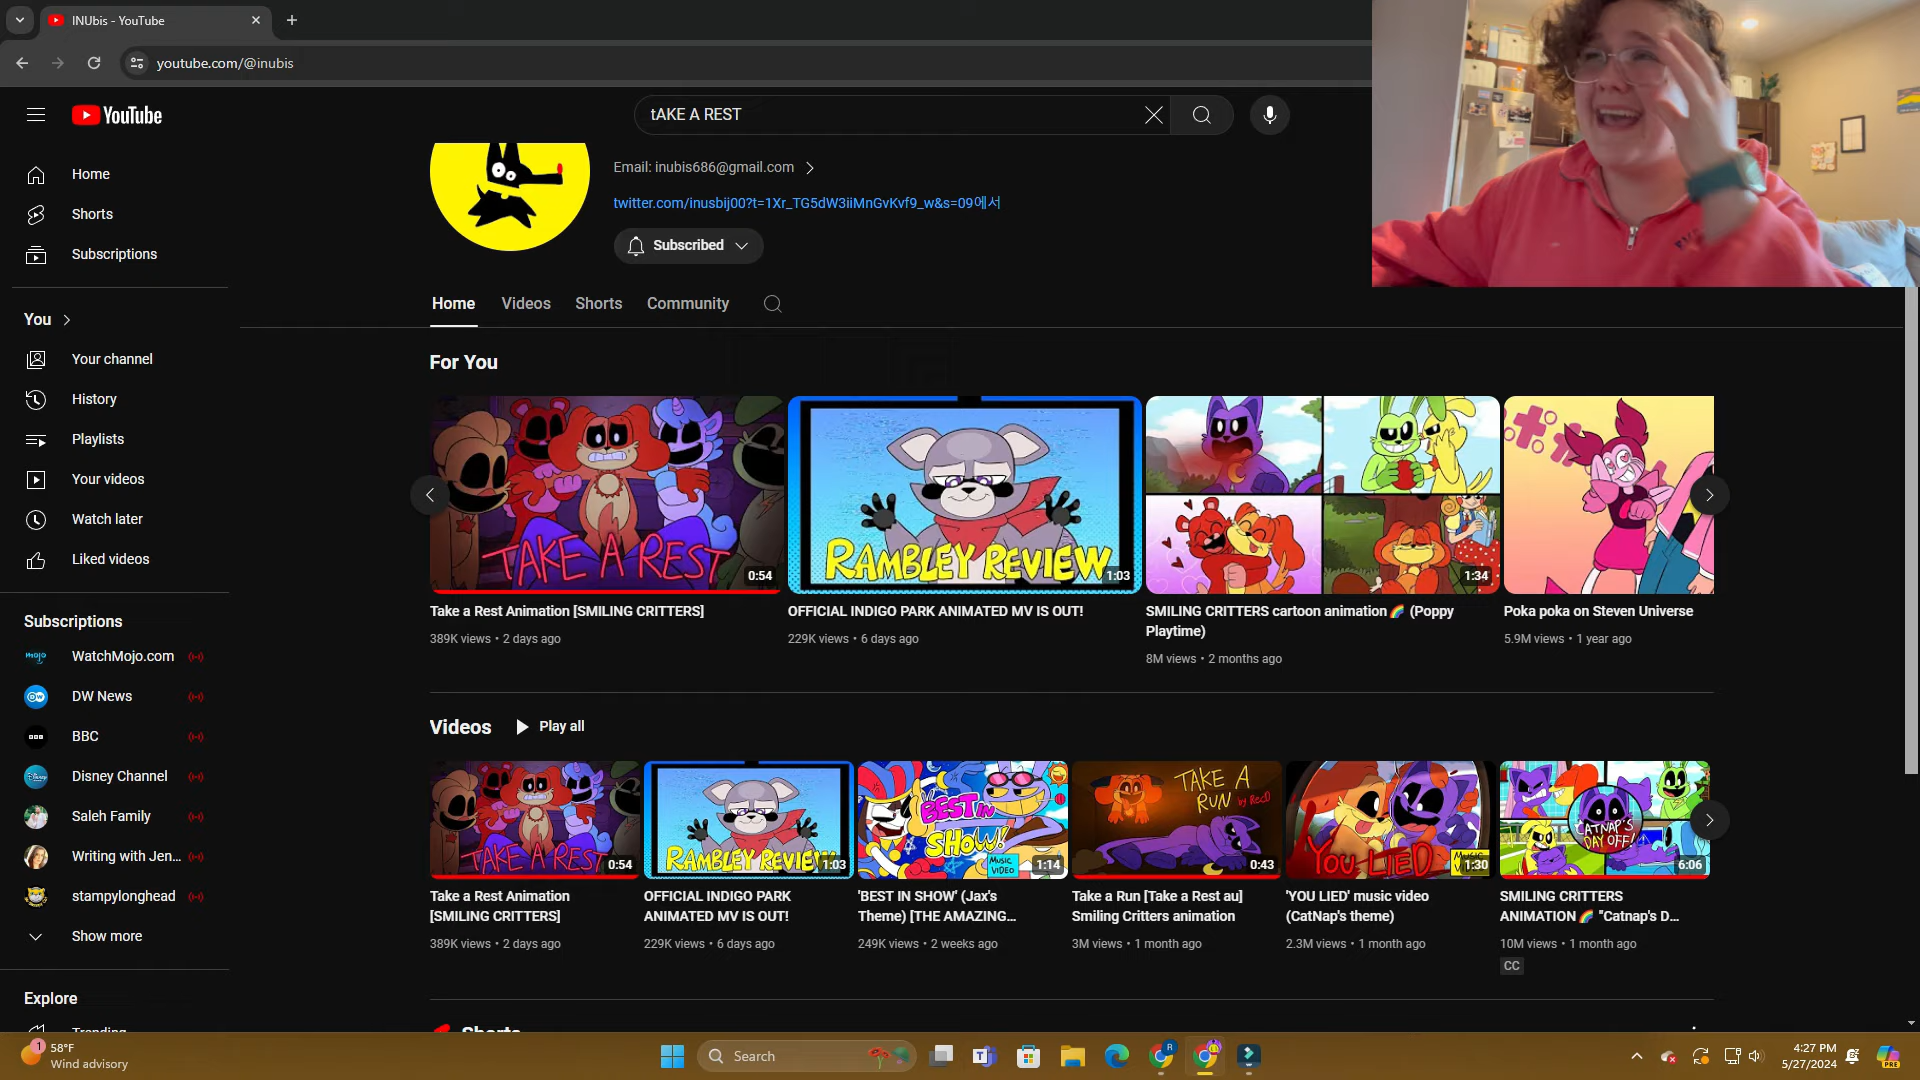 INUbis - YouTube
youtube.com/@inubis
YouTube
tAKE A REST
Email: inubis686@gmail.com
twitter.com/inusbij00?t=1Xr_TG5dW3iiMnGvKvf9_w&s=09에서
Subscribed
Home
Shorts
Subscriptions
You
Your channel
History
Playlists
Your videos
Watch later
Liked videos
Subscriptions
WatchMojo.com
DW News
BBC
Disney Channel
Saleh Family
Writing with Jen...
stampylonghead
Show more
Explore
Trending
Home Videos Shorts Community
For You
TAKE A REST
0:54
Take a Rest Animation [SMILING CRITTERS]
389K views • 2 days ago
RAMBLEY REVIEW
1:03
OFFICIAL INDIGO PARK ANIMATED MV IS OUT!
229K views • 6 days ago
1:34
SMILING CRITTERS cartoon animation🌈 (Poppy
Playtime)
8M views • 2 months ago
Poka poka on Steven Universe
5.9M views • 1 year ago
Videos Play all
TAKE A REST
0:54
Take a Rest Animation
[SMILING CRITTERS]
389K views • 2 days ago
RAMBLEY REVIEW
1:03
OFFICIAL INDIGO PARK
ANIMATED MV IS OUT!
229K views • 6 days ago
BEST IN
SHOW!
MUSIC
VIDEO
1:14
'BEST IN SHOW' (Jax's
Theme) [THE AMAZING...
249K views • 2 weeks ago
TAKE A
RUN by RecD
0:43
Take a Run [Take a Rest au]
Smiling Critters animation
3M views • 1 month ago
YOU LIED
1:30
'YOU LIED' music video
(CatNap's theme)
2.3M views • 1 month ago
CATNAP'S
DAY OFF!
6:06
SMILING CRITTERS
ANIMATION🌈 "Catnap's D...
10M views • 1 month ago
CC
Shorts
1
58°F
Wind advisory
Search
4:27 PM
5/27/2024